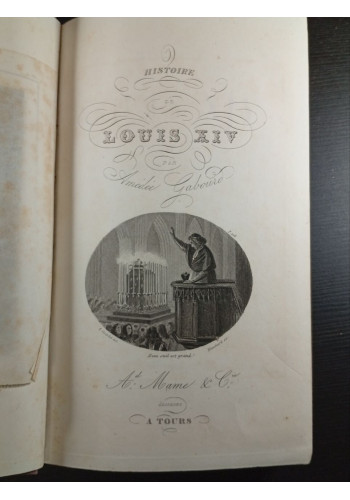 HISTOIRE
DE
LOUIS XIV
PAR
Amédée Gabourd
Dieu seul est grand.
Ad. Mame & Cie
A TOURS